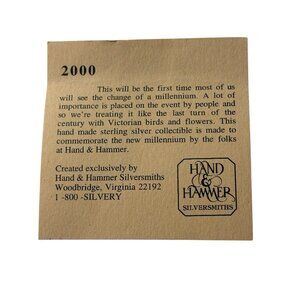 2000
This will be the first time most of us
will see the change of a millennium. A lot of
importance is placed on the event by people and
so we're treating it like the last turn of the
century with Victorian birds and flowers. This
hand made sterling silver collectible is made to
commemorate the new millennium by the folks
at Hand & Hammer.
Created exclusively by
Hand & Hammer Silversmiths
Woodbridge, Virginia 22192
1 -800 -SILVERY
HAND
&
HAMMER
SILVERSMITHS